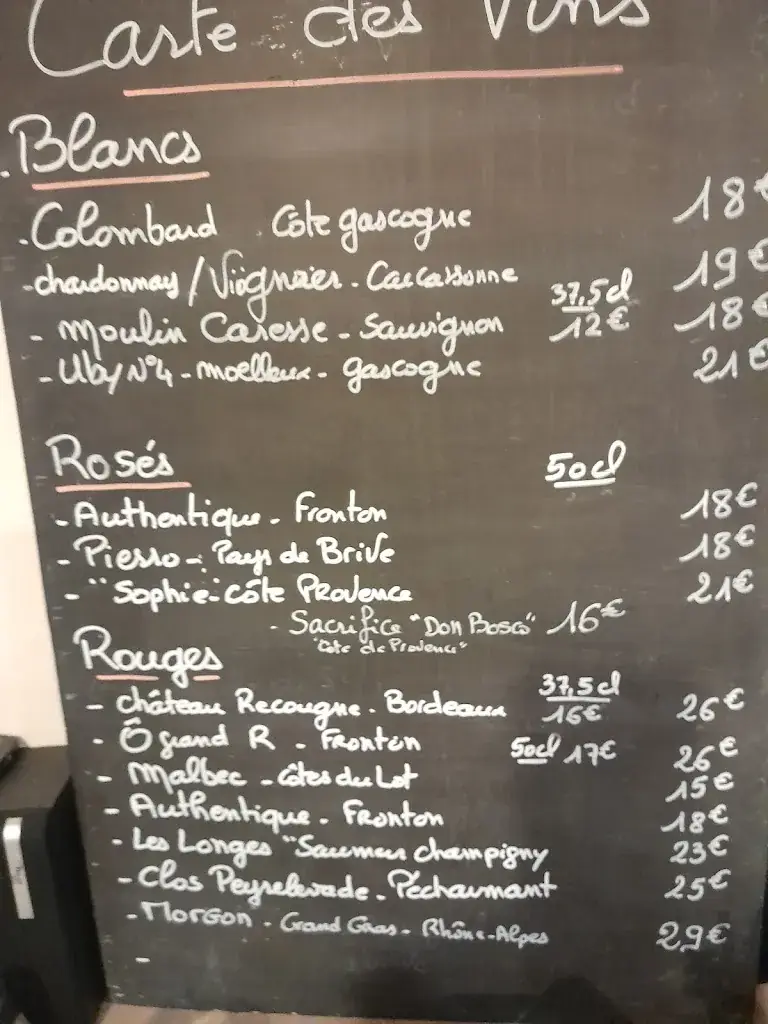 Carte des Vins
. Blancs
. Colombard . Côte gascogne 18€
- chardonnay / Viognier . Carcassonne 19€
37,5cl
- Moulin Caresse - Sauvignon 12€ 18€
- Uby N°4 - moelleux - gascogne 21€
Rosés 50cl
- Authentique . Fronton 18€
- Piesso - Pays de Brive 18€
- "Sophie - côte Provence 21€
- Sacrifice "Don Bosco" 16€
"Côte de Provence"
Rouges
37,5cl
- château Recougne . Bordeaux 16€ 26€
- Ô grand R . Fronton 50cl 17€ 26€
- Malbec - Côtes du Lot 15€
- Authentique . Fronton 18€
- Les Longes "Saumur champigny 23€
- Clos Peyrelevade . Pécharmant 25€
- Morgon - Grand Gras - Rhône-Alpes 29€
-